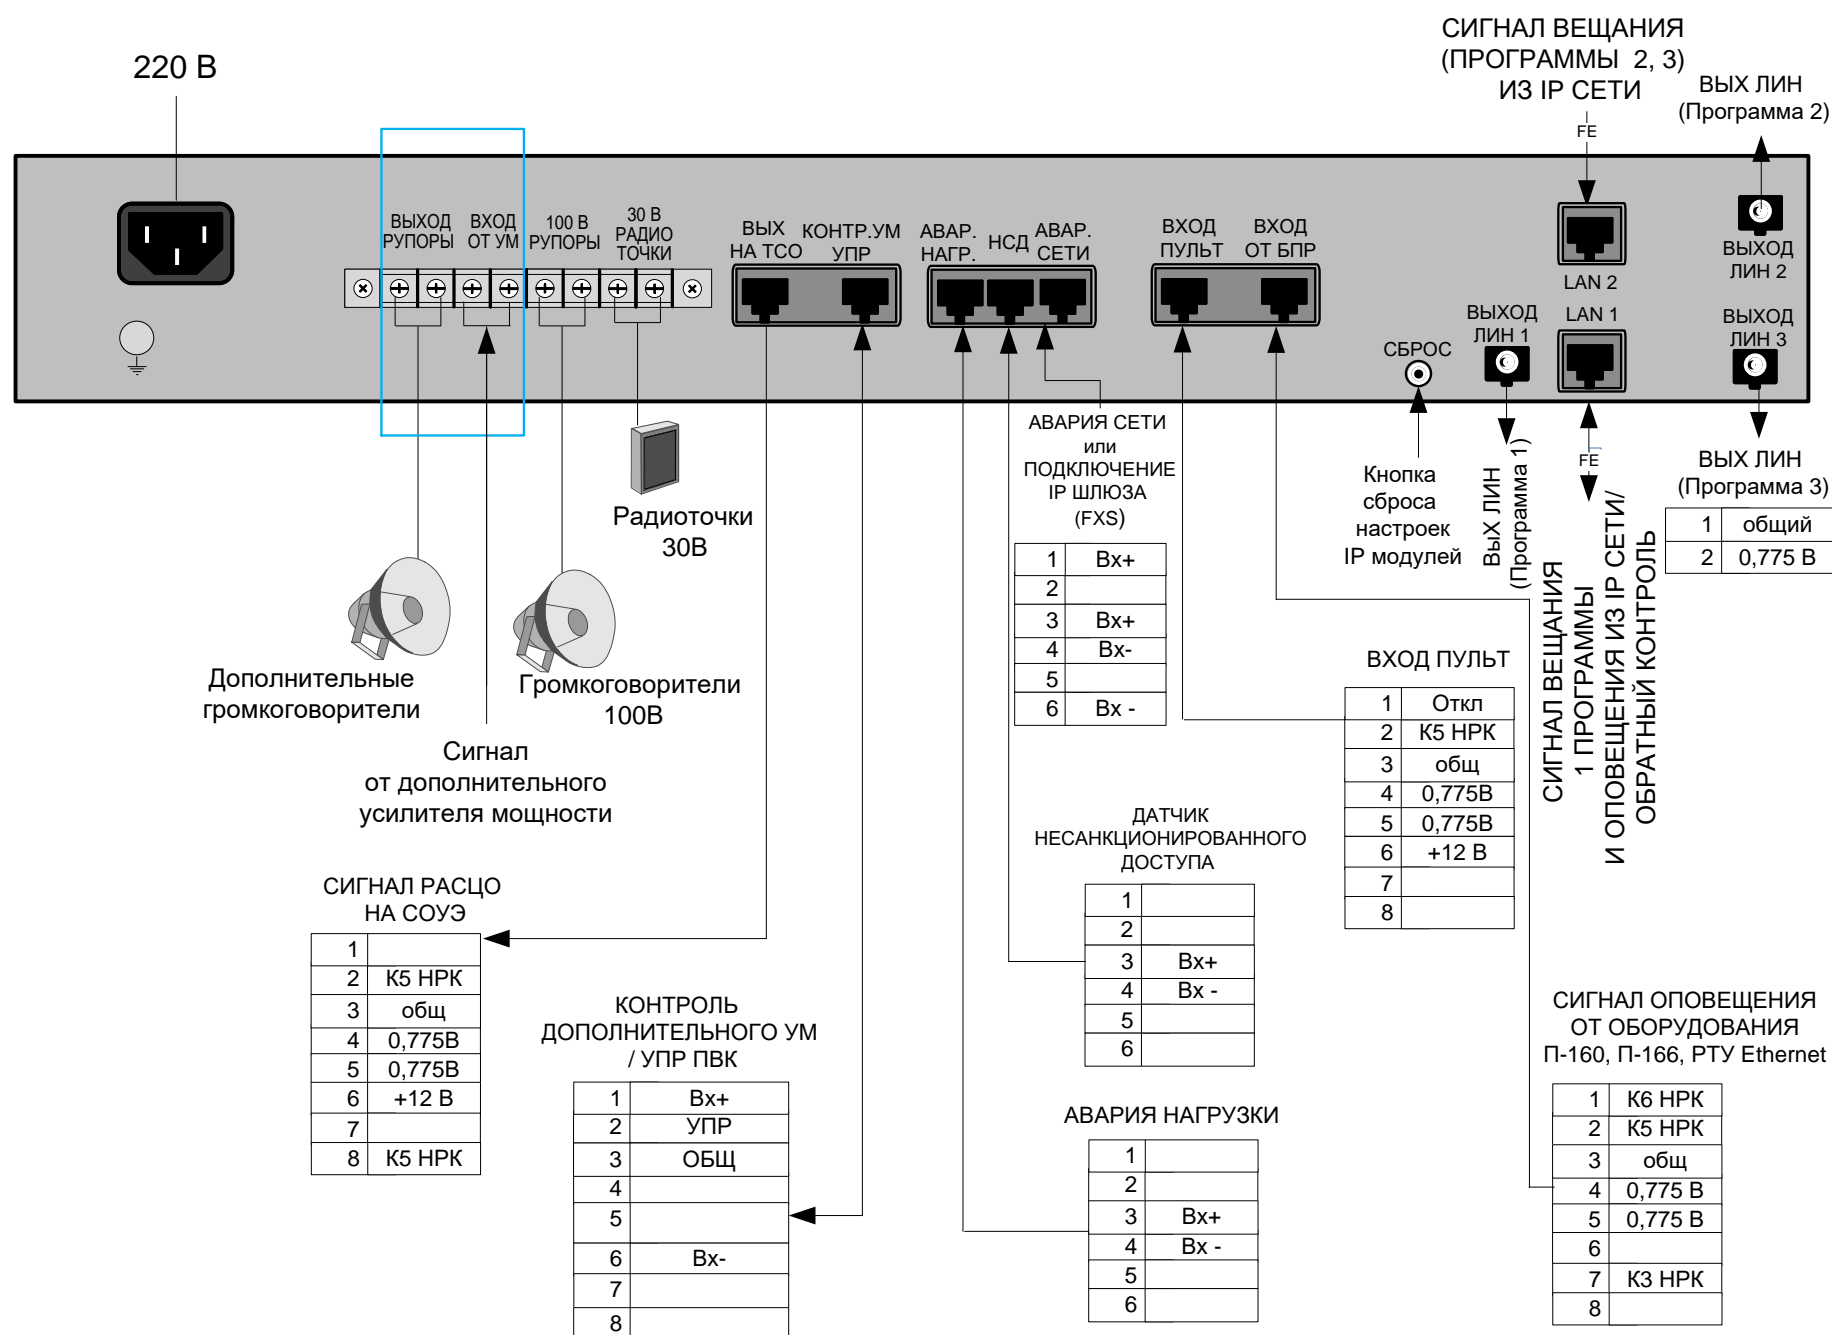 220 В
СИГНАЛ ВЕЩАНИЯ
(ПРОГРАММЫ 2, 3)
ИЗ IP СЕТИ
FE
ВЫХ ЛИН
(Программа 2)
ВЫХОД
РУПОРЫ
ВХОД
ОТ УМ
100 В
РУПОРЫ
30 В
РАДИО
ТОЧКИ
ВЫХ
НА ТСО
КОНТР.УМ
УПР
АВАР.
НАГР.
НСД
АВАР.
СЕТИ
ВХОД
ПУЛЬТ
ВХОД
ОТ БПР
СБРОС
ВЫХОД
ЛИН 1
LAN 2
LAN 1
ВЫХОД
ЛИН 2
ВЫХОД
ЛИН 3
Радиоточки
30В
Дополнительные
громкоговорители
Громкоговорители
100В
Сигнал
от дополнительного
усилителя мощности
АВАРИЯ СЕТИ
или
ПОДКЛЮЧЕНИЕ
IP ШЛЮЗА
(FXS)
1 Вх+
2
3 Вх+
4 Вх-
5
6 Вх -
Кнопка
сброса
настроек
IP модулей
ВыХ ЛИН
(Программа 1)
FE
СИГНАЛ ВЕЩАНИЯ
1 ПРОГРАММЫ
И ОПОВЕЩЕНИЯ ИЗ IP СЕТИ/
ОБРАТНЫЙ КОНТРОЛЬ
ВЫХ ЛИН
(Программа 3)
1 общий
2 0,775 В
ВХОД ПУЛЬТ
1 Откл
2 К5 НРК
3 общ
4 0,775В
5 0,775В
6 +12 В
7
8
ДАТЧИК
НЕСАНКЦИОНИРОВАННОГО
ДОСТУПА
1
2
3 Вх+
4 Вх -
5
6
СИГНАЛ РАСЦО
НА СОУЭ
1
2 К5 НРК
3 общ
4 0,775В
5 0,775В
6 +12 В
7
8 К5 НРК
КОНТРОЛЬ
ДОПОЛНИТЕЛЬНОГО УМ
/ УПР ПВК
1 Вх+
2 УПР
3 ОБЩ
4
5
6 Вх-
7
8
АВАРИЯ НАГРУЗКИ
1
2
3 Вх+
4 Вх -
5
6
СИГНАЛ ОПОВЕЩЕНИЯ
ОТ ОБОРУДОВАНИЯ
П-160, П-166, РТУ Ethernet
1 К6 НРК
2 К5 НРК
3 общ
4 0,775 В
5 0,775 В
6
7 К3 НРК
8